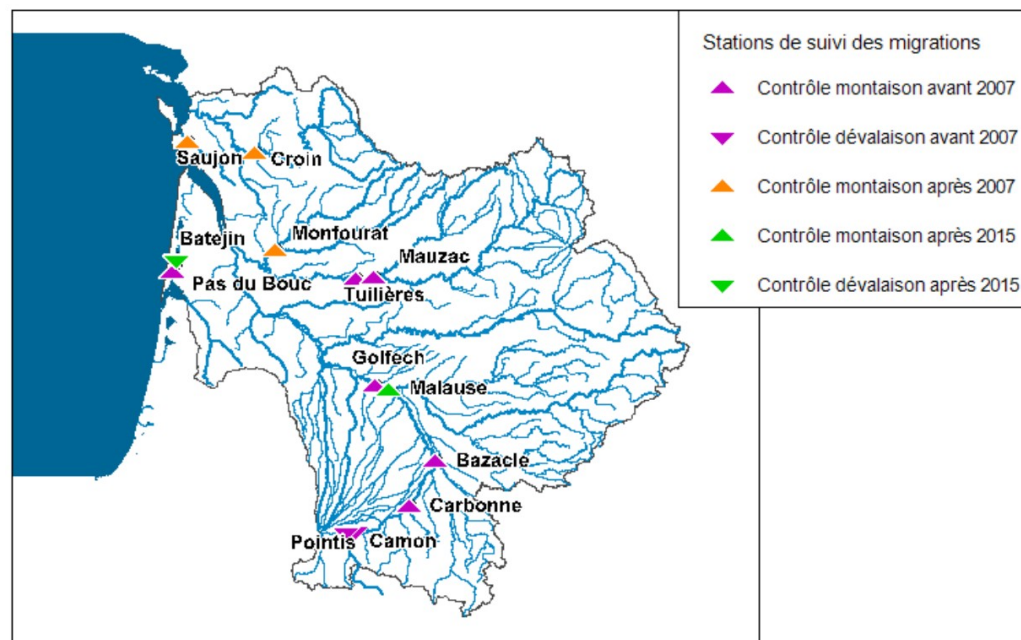 Stations de suivi des migrations
Contrôle montaison avant 2007
Contrôle dévalaison avant 2007
Contrôle montaison après 2007
Contrôle montaison après 2015
Contrôle dévalaison après 2015
Saujon
Croin
Batejin
Monfourat
Pas du Bouc
Mauzac
Tuilières
Golfech
Malause
Bazacle
Carbonne
Pointis
Camon